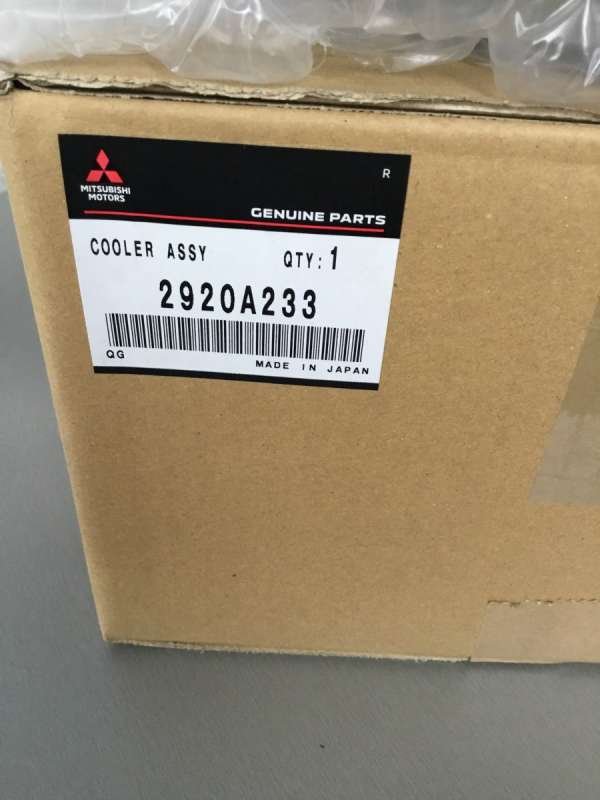 R
MITSUBISHI
MOTORS
GENUINE PARTS
COOLER ASSY QTY:1
2920A233
QG MADE IN JAPAN